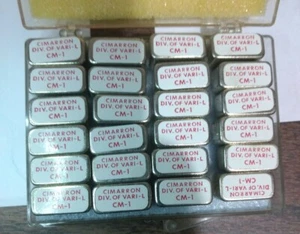 CIMARRON
DIV. OF VARI-L
CM-1
CIMARRON
DIV. OF VARI-L
CM-1
CIMARRON
DIV. OF VARI-L
CM-1
CIMARRON
DIV. OF VARI-L
CM-1
CIMARRON
DIV. OF VARI-L
CM-1
CIMARRON
DIV. OF VARI-L
CM-1
CIMARRON
DIV. OF VARI-L
CM-1
CIMARRON
DIV. OF VARI-L
CM-1
CIMARRON
DIV. OF VARI-L
CM-1
CIMARRON
DIV. OF VARI-L
CM-1
CIMARRON
DIV. OF VARI-L
CM-1
CIMARRON
DIV. OF VARI-L
CM-1
CIMARRON
DIV. OF VARI-L
CM-1
CIMARRON
DIV. OF VARI-L
CM-1
CIMARRON
DIV. OF VARI-L
CM-1
CIMARRON
DIV. OF VARI-L
CM-1
CIMARRON
DIV. OF VARI-L
CM-1
CIMARRON
DIV. OF VARI-L
CM-1
CIMARRON
DIV. OF VARI-L
CM-1
CIMARRON
DIV. OF VARI-L
CM-1
CIMARRON
DIV. OF VARI-L
CM-1
CIMARRON
DIV. OF VARI-L
CM-1
CIMARRON
DIV. OF VARI-L
CM-1
CIMARRON
DIV. OF VARI-L
CM-1